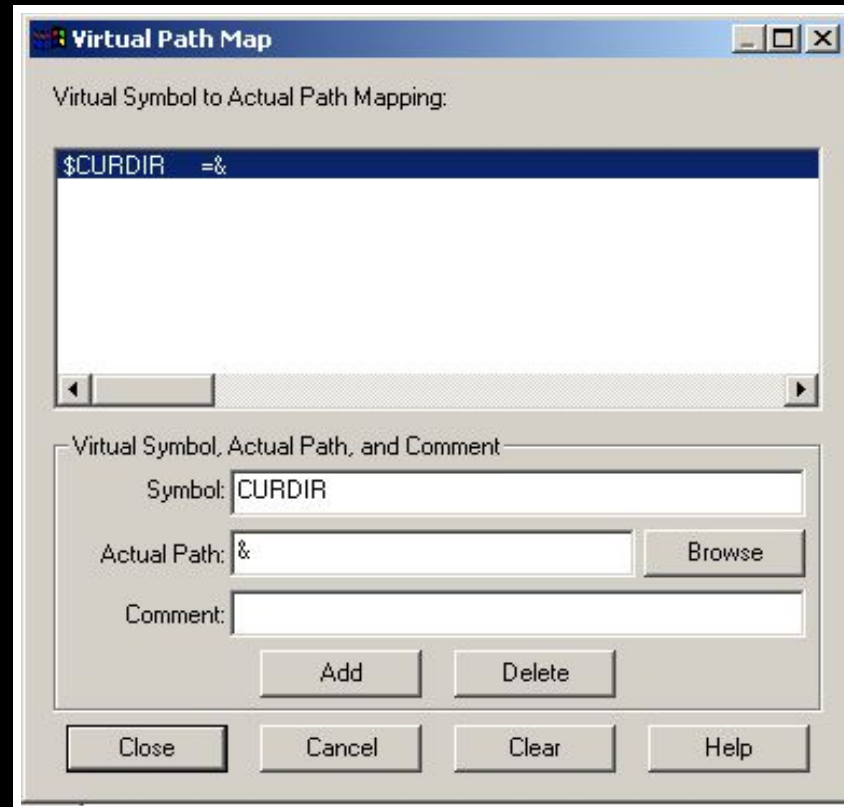 Virtual Path Map
Virtual Symbol to Actual Path Mapping:
$CURDIR =&
Virtual Symbol, Actual Path, and Comment
Symbol: CURDIR
Actual Path: & Browse
Comment:
Add Delete
Close Cancel Clear Help